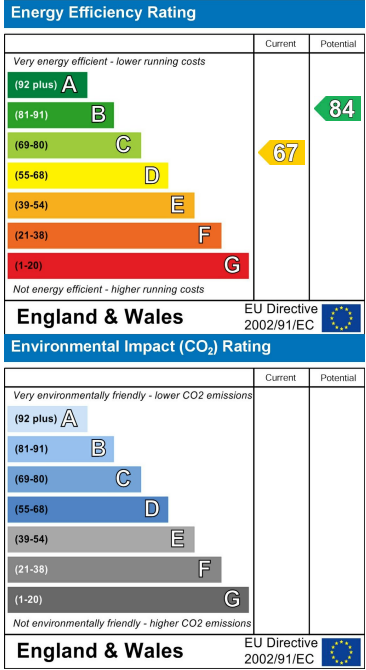 Energy Efficiency Rating
Current Potential
Very energy efficient - lower running costs
(92 plus) A
(81-91) B
84
(69-80) C
67
(55-68) D
(39-54) E
(21-38) F
(1-20) G
Not energy efficient - higher running costs
England & Wales
EU Directive
2002/91/EC
Environmental Impact (CO₂) Rating
Current Potential
Very environmentally friendly - lower CO2 emissions
(92 plus) A
(81-91) B
(69-80) C
(55-68) D
(39-54) E
(21-38) F
(1-20) G
Not environmentally friendly - higher CO2 emissions
England & Wales
EU Directive
2002/91/EC